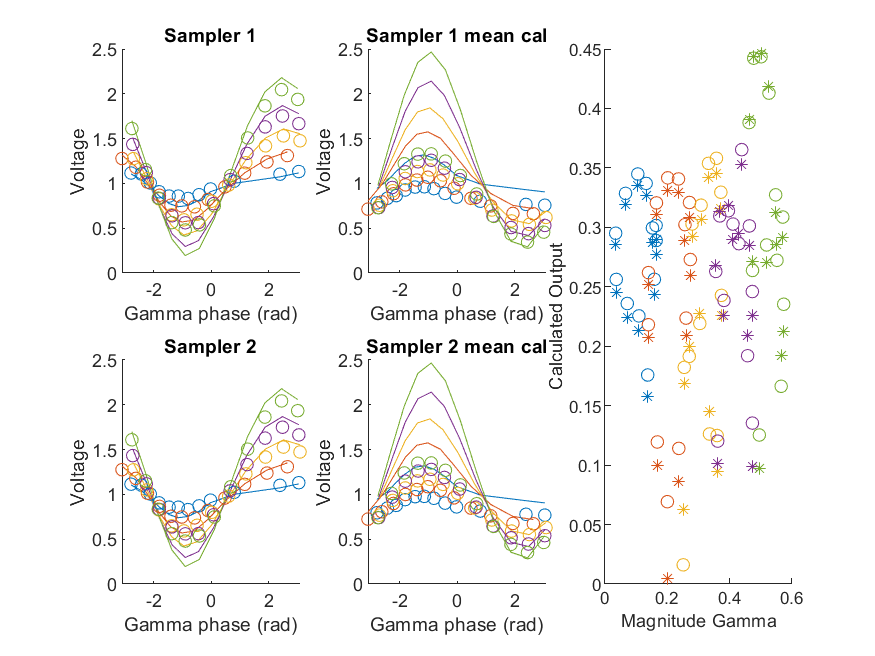 Sampler 1
2.5
2
1.5
1
0.5
0
Voltage
-2 0 2
Gamma phase (rad)
Sampler 1 mean cal
2.5
2
1.5
1
0.5
0
Voltage
-2 0 2
Gamma phase (rad)
Sampler 2
2.5
2
1.5
1
0.5
0
Voltage
-2 0 2
Gamma phase (rad)
Sampler 2 mean cal
2.5
2
1.5
1
0.5
0
Voltage
-2 0 2
Gamma phase (rad)
0.45
0.4
0.35
0.3
0.25
0.2
0.15
0.1
0.05
0
Calculated Output
0 0.2 0.4 0.6
Magnitude Gamma